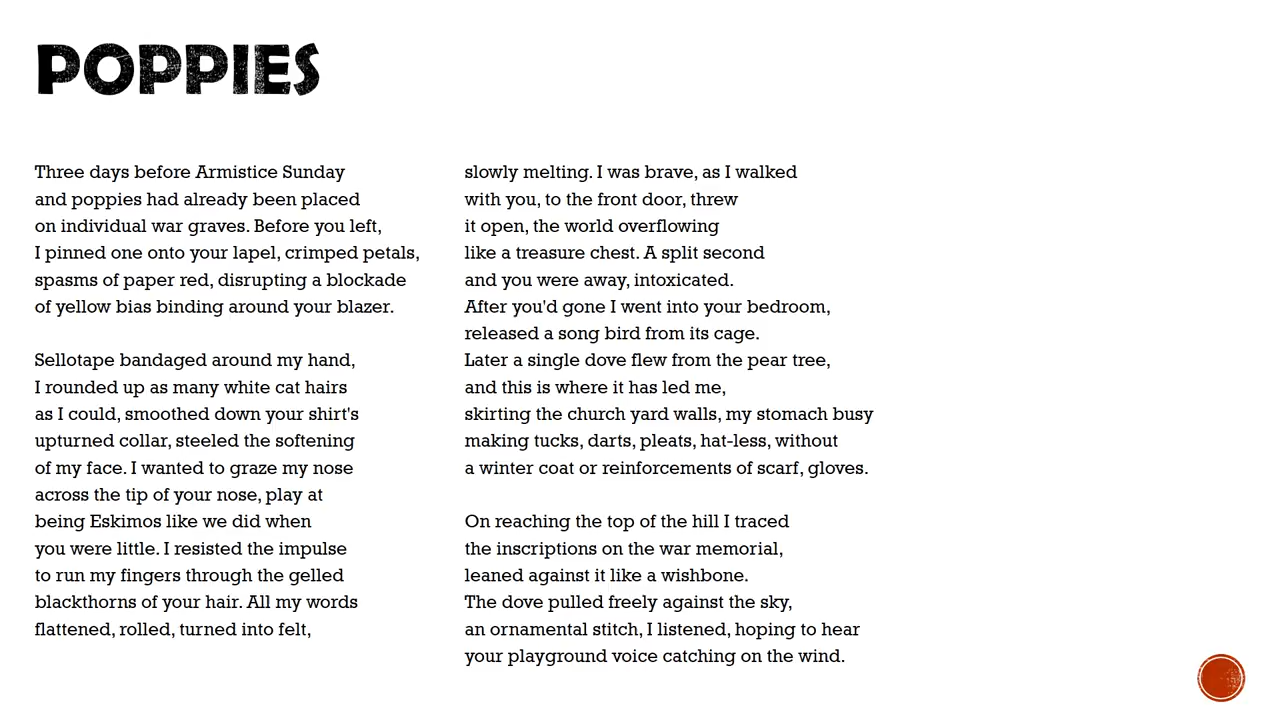 POPPIES
Three days before Armistice Sunday
and poppies had already been placed
on individual war graves. Before you left,
I pinned one onto your lapel, crimped petals,
spasms of paper red, disrupting a blockade
of yellow bias binding around your blazer.
Sellotape bandaged around my hand,
I rounded up as many white cat hairs
as I could, smoothed down your shirt's
upturned collar, steeled the softening
of my face. I wanted to graze my nose
across the tip of your nose, play at
being Eskimos like we did when
you were little. I resisted the impulse
to run my fingers through the gelled
blackthorns of your hair. All my words
flattened, rolled, turned into felt,
slowly melting. I was brave, as I walked
with you, to the front door, threw
it open, the world overflowing
like a treasure chest. A split second
and you were away, intoxicated.
After you'd gone I went into your bedroom,
released a song bird from its cage.
Later a single dove flew from the pear tree,
and this is where it has led me,
skirting the church yard walls, my stomach busy
making tucks, darts, pleats, hat-less, without
a winter coat or reinforcements of scarf, gloves.
On reaching the top of the hill I traced
the inscriptions on the war memorial,
leaned against it like a wishbone.
The dove pulled freely against the sky,
an ornamental stitch, I listened, hoping to hear
your playground voice catching on the wind.